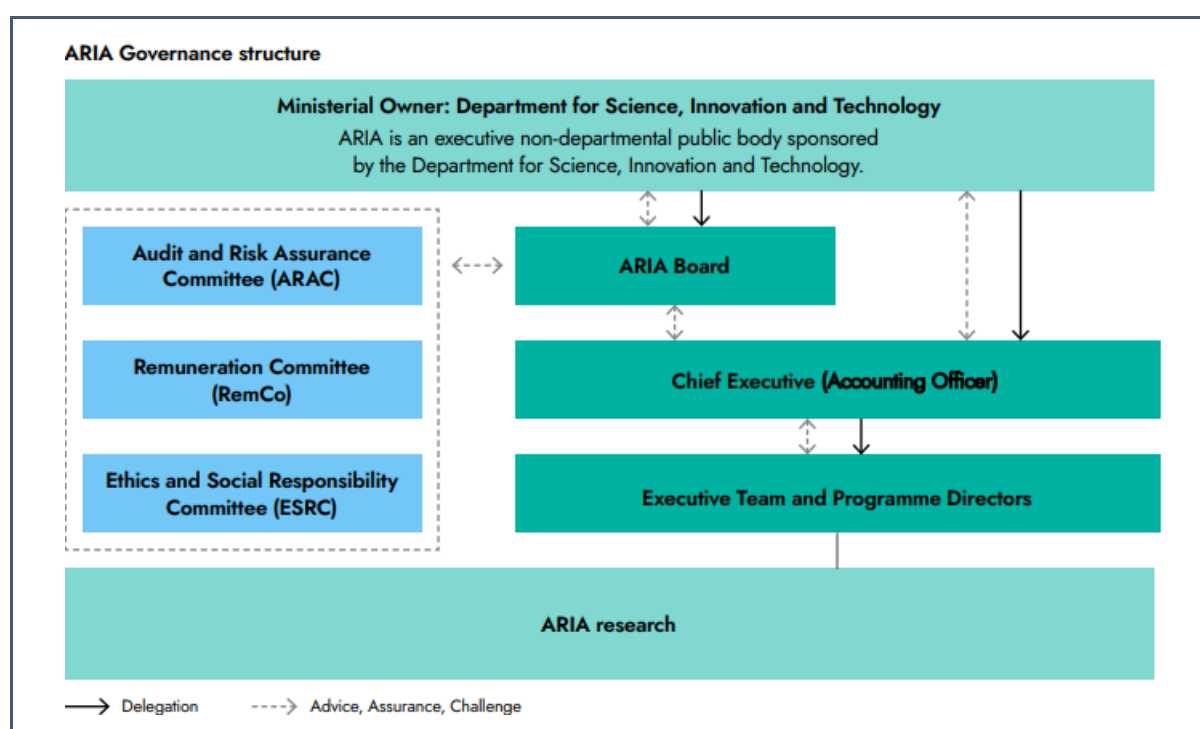 ARIA Governance structure
Ministerial Owner: Department for Science, Innovation and Technology
ARIA is an executive non-departmental public body sponsored
by the Department for Science, Innovation and Technology.
Audit and Risk Assurance
Committee (ARAC)
ARIA Board
Remuneration Committee
(RemCo)
Chief Executive (Accounting Officer)
Ethics and Social Responsibility
Committee (ESRC)
Executive Team and Programme Directors
ARIA research
Delegation
Advice, Assurance, Challenge